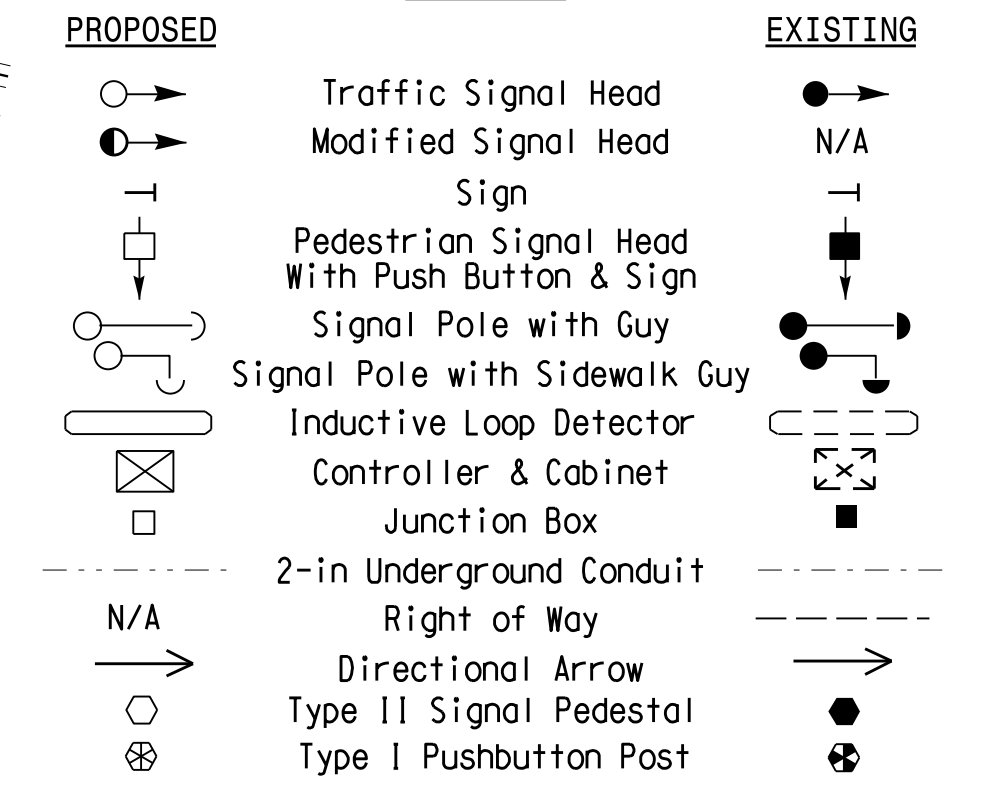 PROPOSED EXISTING
Traffic Signal Head
Modified Signal Head N/A
Sign
Pedestrian Signal Head
With Push Button & Sign
Signal Pole with Guy
Signal Pole with Sidewalk Guy
Inductive Loop Detector
Controller & Cabinet
Junction Box
2-in Underground Conduit
N/A Right of Way
Directional Arrow
Type II Signal Pedestal
Type I Pushbutton Post